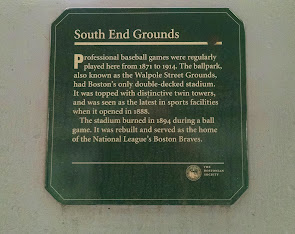 South End Grounds
Professional baseball games were regularly
played here from 1871 to 1914. The ballpark,
also known as the Walpole Street Grounds,
had Boston's only double-decked stadium.
It was topped with distinctive twin towers,
and was seen as the latest in sports facilities
when it opened in 1888.
The stadium burned in 1894 during a ball
game. It was rebuilt and served as the home
of the National League's Boston Braves.
THE
BOSTONIAN
SOCIETY